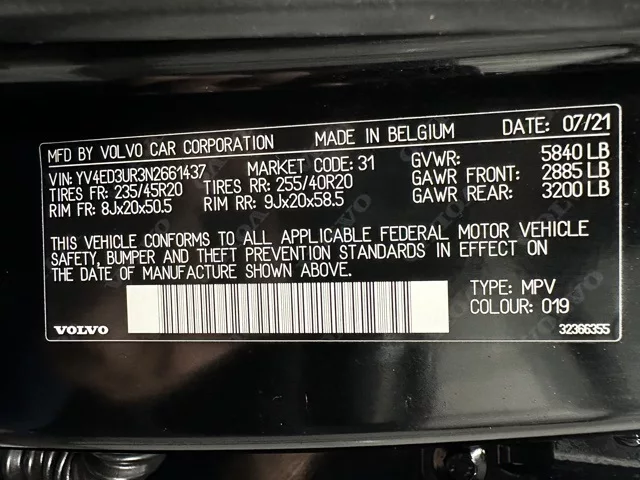 MFD BY VOLVO CAR CORPORATION MADE IN BELGIUM DATE: 07/21
VIN: YV4ED3UR3N2661437 MARKET CODE: 31 GVWR: 5840 LB
TIRES FR: 235/45R20 TIRES RR: 255/40R20 GAWR FRONT: 2885 LB
RIM FR: 8Jx20x50.5 RIM RR: 9Jx20x58.5 GAWR REAR: 3200 LB
THIS VEHICLE CONFORMS TO ALL APPLICABLE FEDERAL MOTOR VEHICLE
SAFETY, BUMPER AND THEFT PREVENTION STANDARDS IN EFFECT ON
THE DATE OF MANUFACTURE SHOWN ABOVE.
TYPE: MPV
COLOUR: 019
VOLVO 32366355